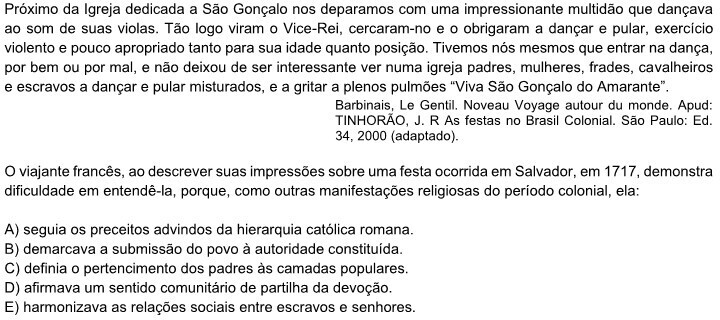 Próximo da Igreja dedicada a São Gonçalo nos deparamos com uma impressionante multidão que dançava
ao som de suas violas. Tão logo viram o Vice-Rei, cercaram-no e o obrigaram a dançar e pular, exercício
violento e pouco apropriado tanto para sua idade quanto posição. Tivemos nós mesmos que entrar na dança,
por bem ou por mal, e não deixou de ser interessante ver numa igreja padres, mulheres, frades, cavalheiros
e escravos a dançar e pular misturados, e a gritar a plenos pulmões “Viva São Gonçalo do Amarante”.
Barbinais, Le Gentil. Noveau Voyage autour du monde. Apud:
TINHORÃO, J. R As festas no Brasil Colonial. São Paulo: Ed.
34, 2000 (adaptado).
O viajante francês, ao descrever suas impressões sobre uma festa ocorrida em Salvador, em 1717, demonstra
dificuldade em entendê-la, porque, como outras manifestações religiosas do período colonial, ela:
A) seguia os preceitos advindos da hierarquia católica romana.
B) demarcava a submissão do povo à autoridade constituída.
C) definia o pertencimento dos padres às camadas populares.
D) afirmava um sentido comunitário de partilha da devoção.
E) harmonizava as relações sociais entre escravos e senhores.